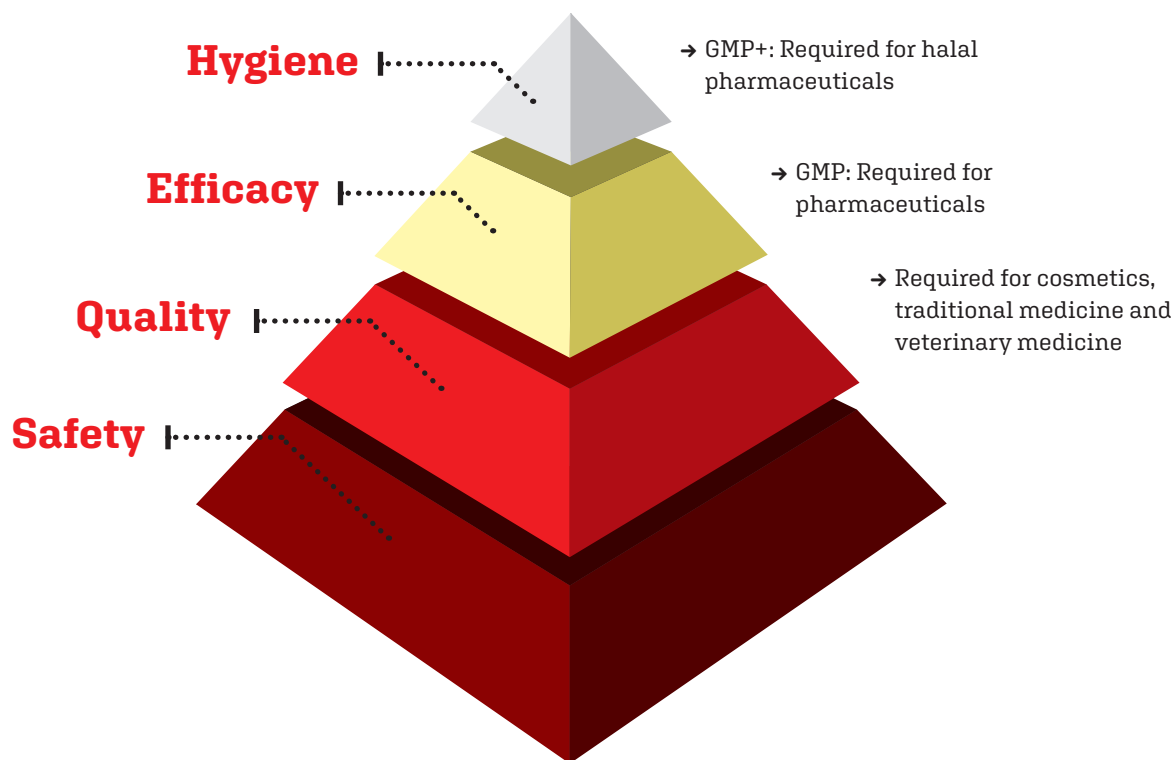 Hygiene
→ GMP+: Required for halal
pharmaceuticals
Efficacy
→ GMP: Required for
pharmaceuticals
Quality
→ Required for cosmetics,
traditional medicine and
veterinary medicine
Safety